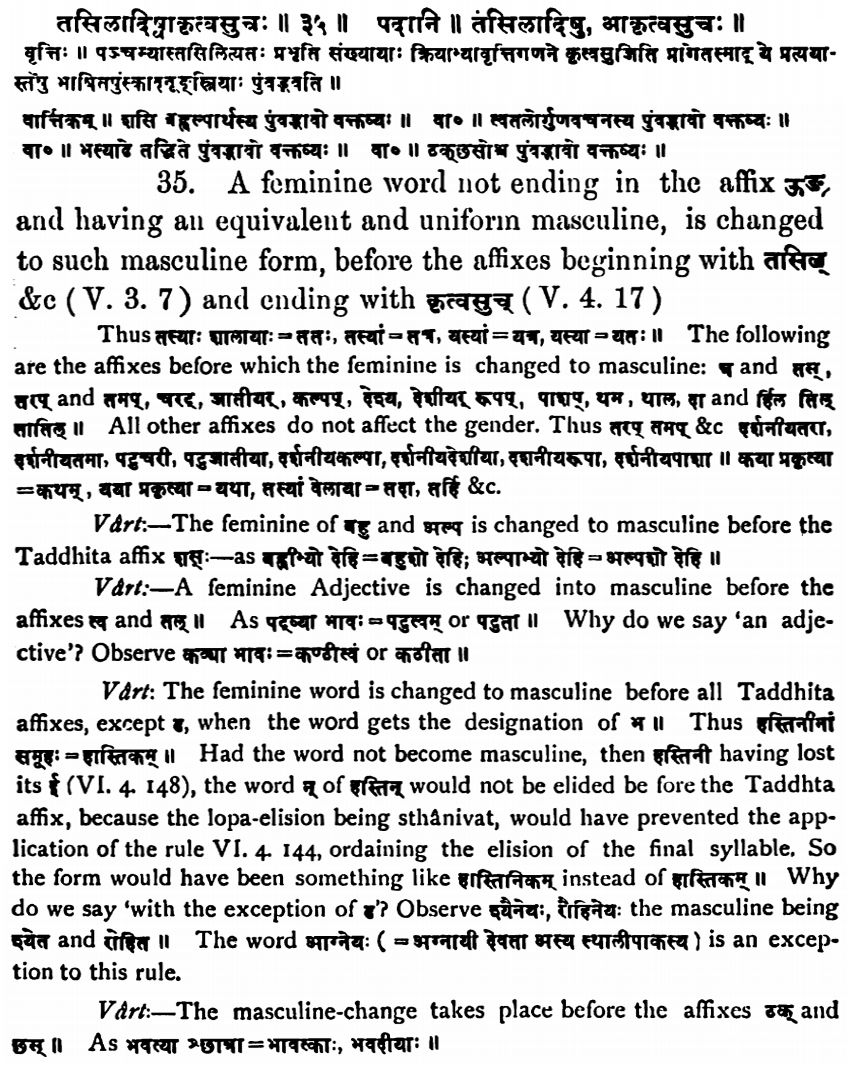 तसिलादिष्वाकृत्वसुचः ॥ ३५ ॥ पदानि ॥ तसिलादिषु, आकृत्वसुचः ॥
वृत्तिः ॥ पञ्चम्यास्तसिलित्यतः प्रभृति संख्यायाः क्रियाभ्यावृत्तिगणने कृत्वसुजिति प्रागेतस्माद् ये प्रत्यया-
स्तेषु भाषितपुंस्कादनूङ्स्त्रियाः पुंवद्भवति ॥
वार्त्तिकम् ॥ शसि बह्वल्पार्थस्य पुंवद्भावो वक्तव्यः ॥ वा० ॥ त्वतलोर्गुणवचनस्य पुंवद्भावो वक्तव्यः ॥
वा० ॥ भस्याढे तद्धिते पुंवद्भावो वक्तव्यः ॥ वा० ॥ ठक्छसोश्च पुंवद्भावो वक्तव्यः ॥
35. A feminine word not ending in the affix ऊङ्,
and having an equivalent and uniform masculine, is changed
to such masculine form, before the affixes beginning with तसिल्
&c ( V. 3. 7 ) and ending with कृत्वसुच् ( V. 4. 17 )
Thus तस्याः शालायाः = ततः, तस्यां = तत्र, यस्यां = यत्र, यस्या = यतः ॥ The following
are the affixes before which the feminine is changed to masculine: त्र and तस्,
तरप् and तमप्, चरट्, जातीयर्, कल्पप्, देश्य, देशीयर् रूपप्, पाशप्, थम, थाल, दा and र्हिल तिल्
तातिल् ॥ All other affixes do not affect the gender. Thus तरप् तमप् &c दर्शनीयतरा,
दर्शनीयतमा, पटुचरी, पटुजातीया, दर्शनीयकल्पा, दर्शनीयदेशीया, दशनीयरूपा, दर्शनीयपाशा ॥ कया प्रकृत्या
= कथम्, यया प्रकृत्या = यथा, तस्यां वेलाया = तदा, तर्हि &c.
Vârt:—The feminine of बहु and अल्प is changed to masculine before the
Taddhita affix शसुः—as बह्वीभ्यो देहि = बहुशो देहि; अल्पाभ्यो देहि = अल्पशो देहि ॥
Vârt:—A feminine Adjective is changed into masculine before the
affixes त्व and तल् ॥ As पट्व्या भावः = पटुत्वम् or पटुता ॥ Why do we say 'an adje-
ctive'? Observe कठ्या भावः = कण्ठीत्वं or कठीता ॥
Vârt: The feminine word is changed to masculine before all Taddhita
affixes, except ढ, when the word gets the designation of भ ॥ Thus हस्तिनीनां
समूहः = हास्तिकम् ॥ Had the word not become masculine, then हस्तिनी having lost
its ई (VI. 4. 148), the word न् of हस्तिन् would not be elided be fore the Taddhta
affix, because the lopa-elision being sthânivat, would have prevented the app-
lication of the rule VI. 4. 144, ordaining the elision of the final syllable. So
the form would have been something like हास्तिनिकम् instead of हास्तिकम् ॥ Why
do we say 'with the exception of ढ'? Observe श्यैनेयः, रौहिनेयः the masculine being
श्येत and रोहित ॥ The word आग्नेयः ( = अग्नायी देवता अस्य स्थालीपाकस्य ) is an excep-
tion to this rule.
Vârt:—The masculine-change takes place before the affixes ठक् and
छस् ॥ As भवत्या श्छात्रा = भावत्काः, भवदीयाः ॥